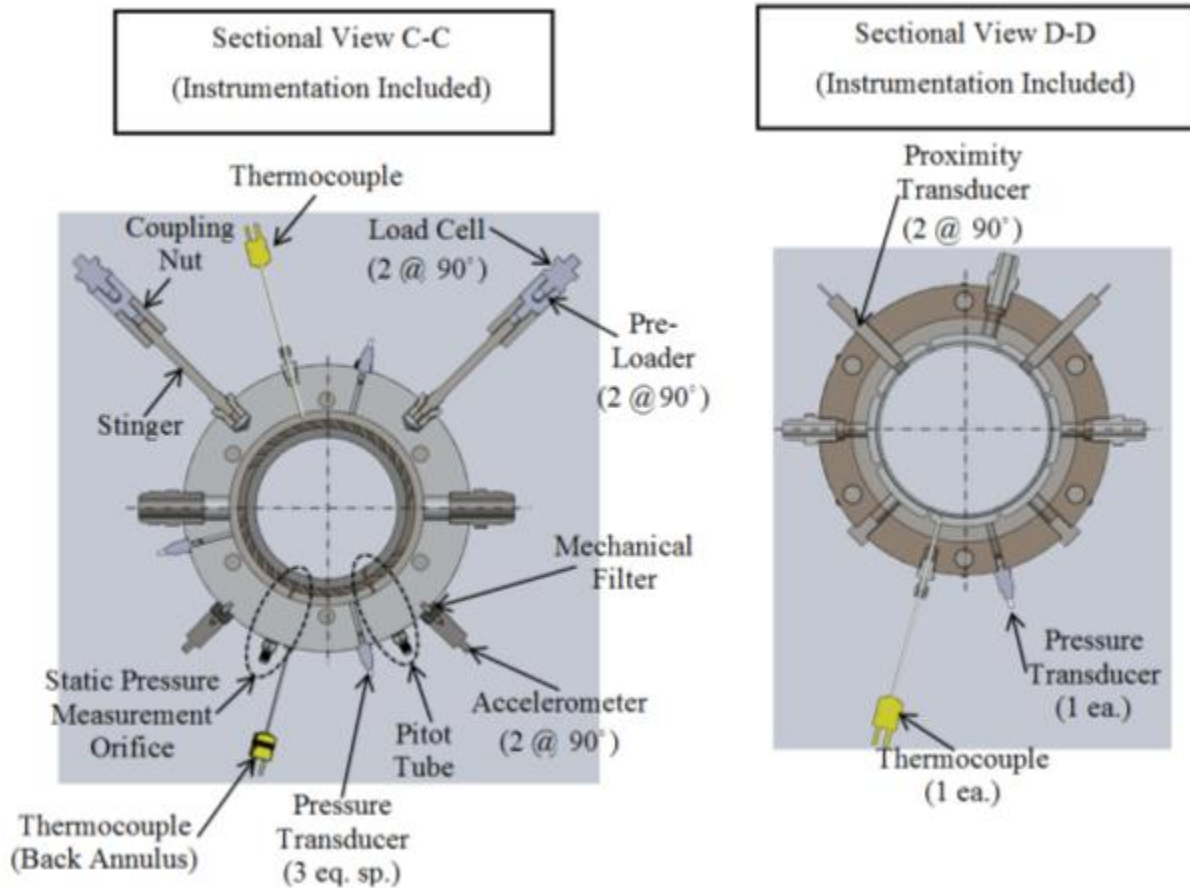 Sectional View C-C
(Instrumentation Included)
Sectional View D-D
(Instrumentation Included)
Thermocouple
Coupling
Nut
Load Cell
(2 @ 90°)
Pre-
Loader
(2 @90°)
Stinger
Mechanical
Filter
Static Pressure
Measurement
Orifice
Accelerometer
(2 @ 90°)
Pitot
Tube
Thermocouple
(Back Annulus)
Pressure
Transducer
(3 eq. sp.)
Proximity
Transducer
(2 @ 90°)
Pressure
Transducer
(1 ea.)
Thermocouple
(1 ea.)